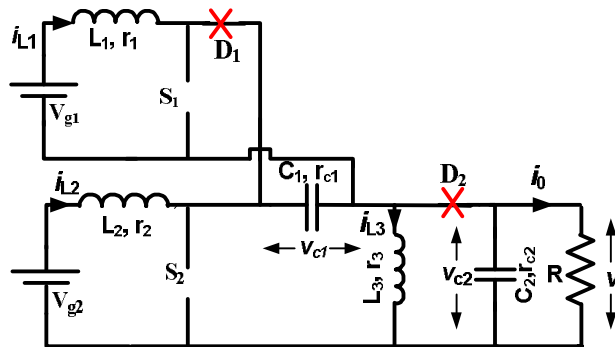 iL1
L1, r1
D1
Vg1
S1
iL2
L2, r2
C1, rc1
D2
i0
vc1
iL3
Vg2
S2
L3, r3
vc2
C2,rc2
R
v